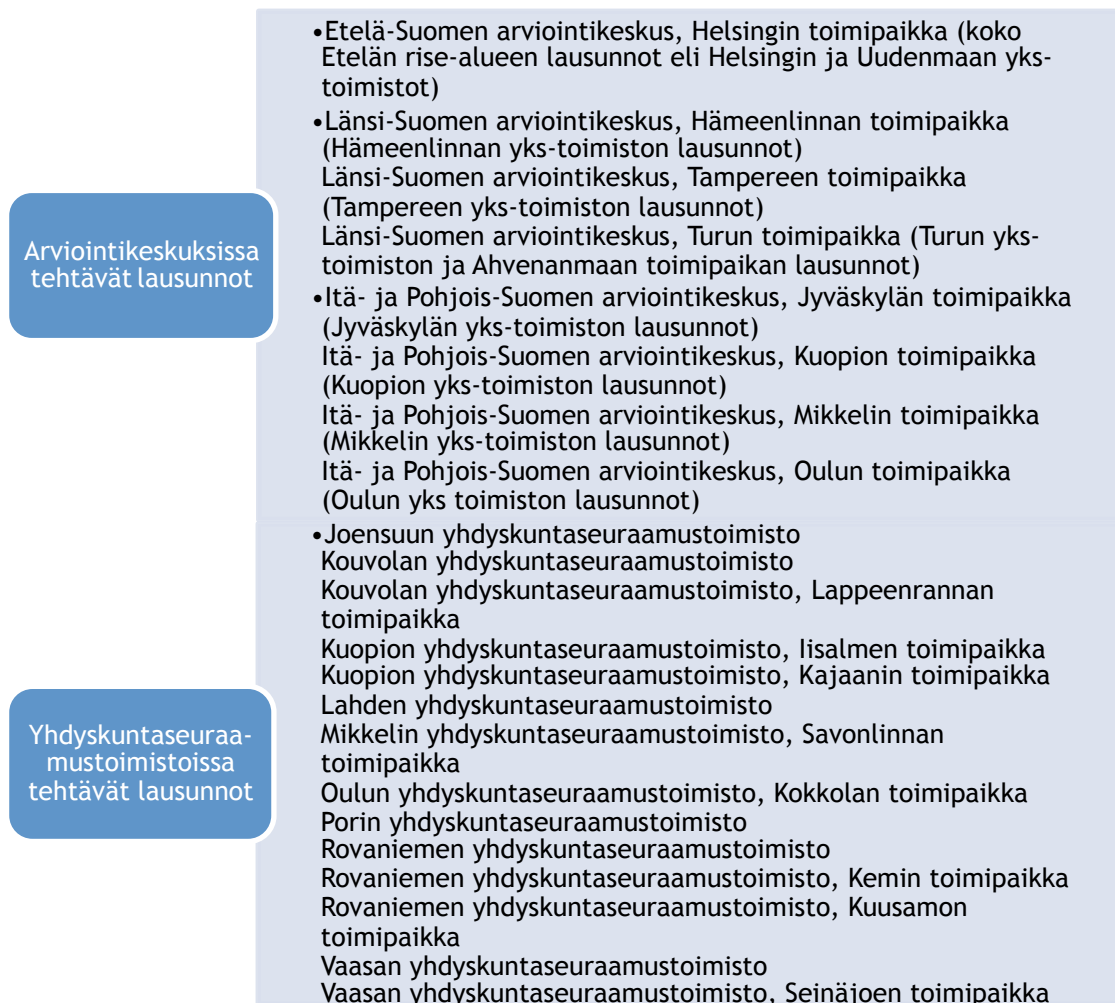 Arviointikeskuksissa
tehtävät lausunnot
•Etelä-Suomen arviointikeskus, Helsingin toimipaikka (koko
Etelän rise-alueen lausunnot eli Helsingin ja Uudenmaan yks-
toimistot)
•Länsi-Suomen arviointikeskus, Hämeenlinnan toimipaikka
(Hämeenlinnan yks-toimiston lausunnot)
Länsi-Suomen arviointikeskus, Tampereen toimipaikka
(Tampereen yks-toimiston lausunnot)
Länsi-Suomen arviointikeskus, Turun toimipaikka (Turun yks-
toimiston ja Ahvenanmaan toimipaikan lausunnot)
•Itä- ja Pohjois-Suomen arviointikeskus, Jyväskylän toimipaikka
(Jyväskylän yks-toimiston lausunnot)
Itä- ja Pohjois-Suomen arviointikeskus, Kuopion toimipaikka
(Kuopion yks-toimiston lausunnot)
Itä- ja Pohjois-Suomen arviointikeskus, Mikkelin toimipaikka
(Mikkelin yks-toimiston lausunnot)
Itä- ja Pohjois-Suomen arviointikeskus, Oulun toimipaikka
(Oulun yks toimiston lausunnot)
Yhdyskuntaseuraa-
mustoimistoissa
tehtävät lausunnot
•Joensuun yhdyskuntaseuraamustoimisto
Kouvolan yhdyskuntaseuraamustoimisto
Kouvolan yhdyskuntaseuraamustoimisto, Lappeenrannan
toimipaikka
Kuopion yhdyskuntaseuraamustoimisto, Iisalmen toimipaikka
Kuopion yhdyskuntaseuraamustoimisto, Kajaanin toimipaikka
Lahden yhdyskuntaseuraamustoimisto
Mikkelin yhdyskuntaseuraamustoimisto, Savonlinnan
toimipaikka
Oulun yhdyskuntaseuraamustoimisto, Kokkolan toimipaikka
Porin yhdyskuntaseuraamustoimisto
Rovaniemen yhdyskuntaseuraamustoimisto
Rovaniemen yhdyskuntaseuraamustoimisto, Kemin toimipaikka
Rovaniemen yhdyskuntaseuraamustoimisto, Kuusamon
toimipaikka
Vaasan yhdyskuntaseuraamustoimisto
Vaasan yhdyskuntaseuraamustoimisto, Seinäjoen toimipaikka